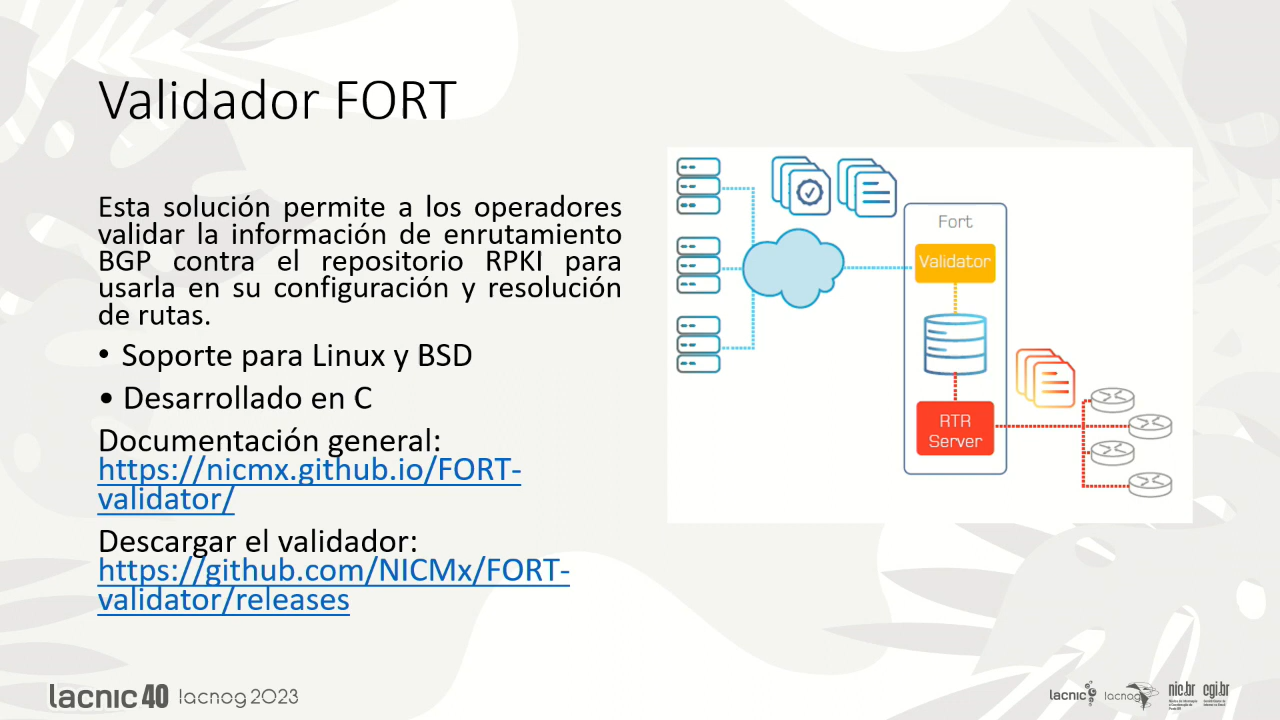 Validador FORT
Esta solución permite a los operadores
validar la información de enrutamiento
BGP contra el repositorio RPKI para
usarla en su configuración y resolución
de rutas.
• Soporte para Linux y BSD
• Desarrollado en C
Documentación general:
https://nicmx.github.io/FORT-
validator/
Descargar el validador:
https://github.com/NICMx/FORT-
validator/releases
Fort
Validator
RTR
Server
lacnic 40 lacnog 2023
lacnic
lacnog
nic.br cgi.br